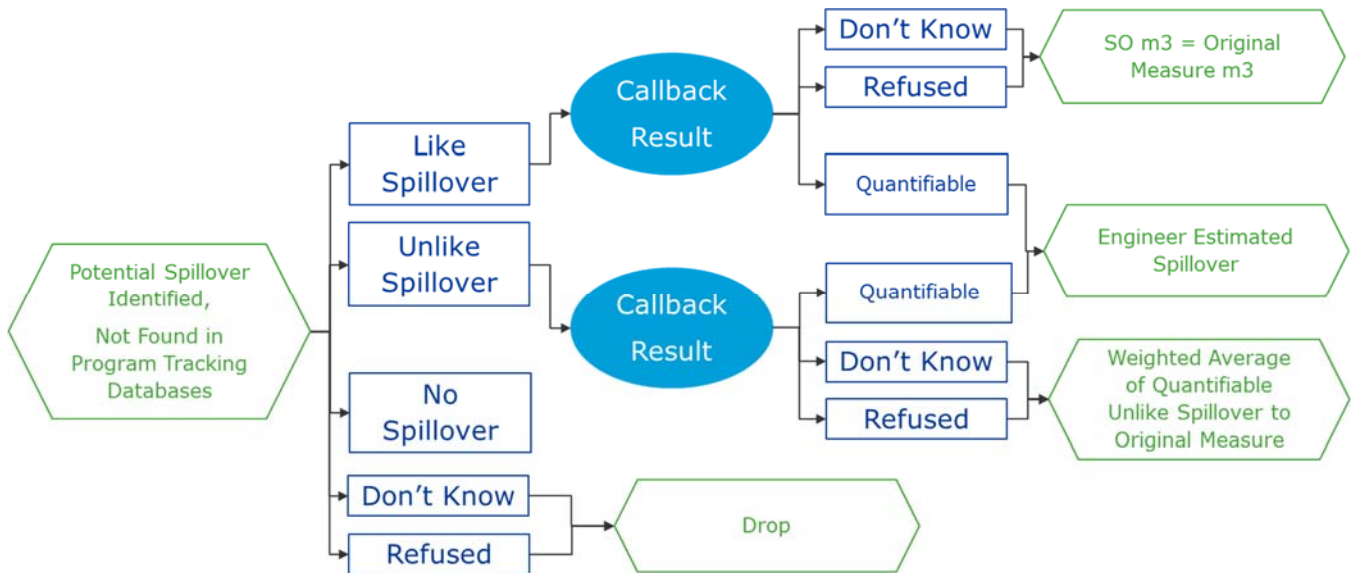 Potential Spillover
Identified,
Not Found in
Program Tracking
Databases
Like
Spillover
Unlike
Spillover
No
Spillover
Don't Know
Refused
Callback
Result
Callback
Result
Drop
Don't Know
Refused
Quantifiable
Quantifiable
Don't Know
Refused
SO m3 = Original
Measure m3
Engineer Estimated
Spillover
Weighted Average
of Quantifiable
Unlike Spillover to
Original Measure